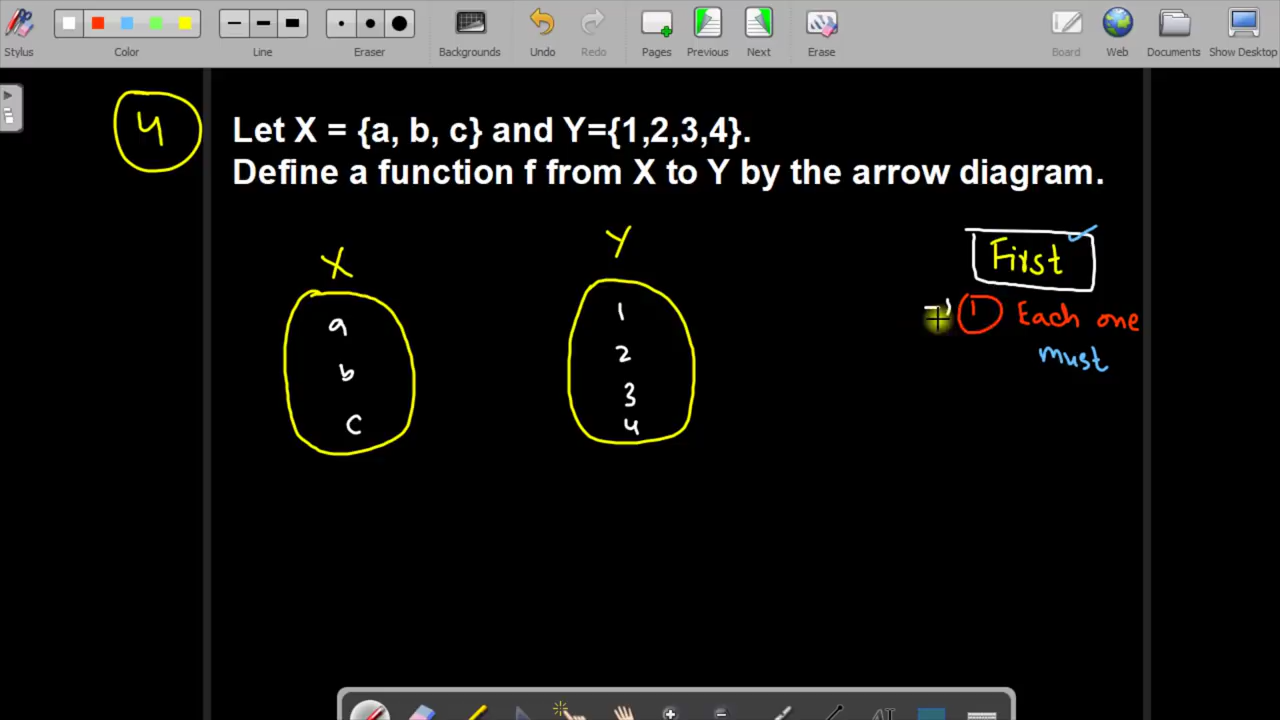 Stylus
Color
Line
Eraser
Backgrounds
Undo
Redo
Pages
Previous
Next
Erase
Board
Web
Documents
Show Desktop
4
Let X = {a, b, c} and Y={1,2,3,4}.
Define a function f from X to Y by the arrow diagram.
X
Y
First
a
b
c
1
2
3
4
1 Each one
must